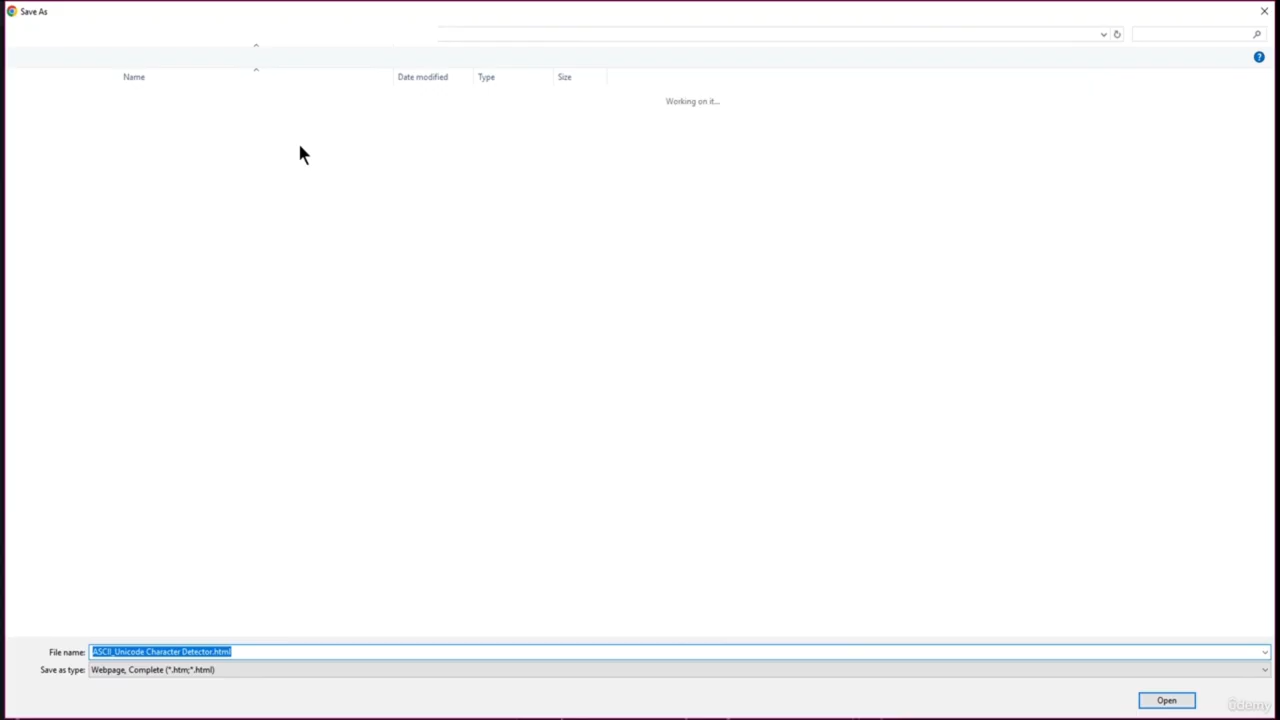 Save As
Name Date modified Type Size
Working on it...
File name: ASCII_Unicode Character Detector.html
Save as type: Webpage, Complete (*.htm;*.html)
Open
ûdemy